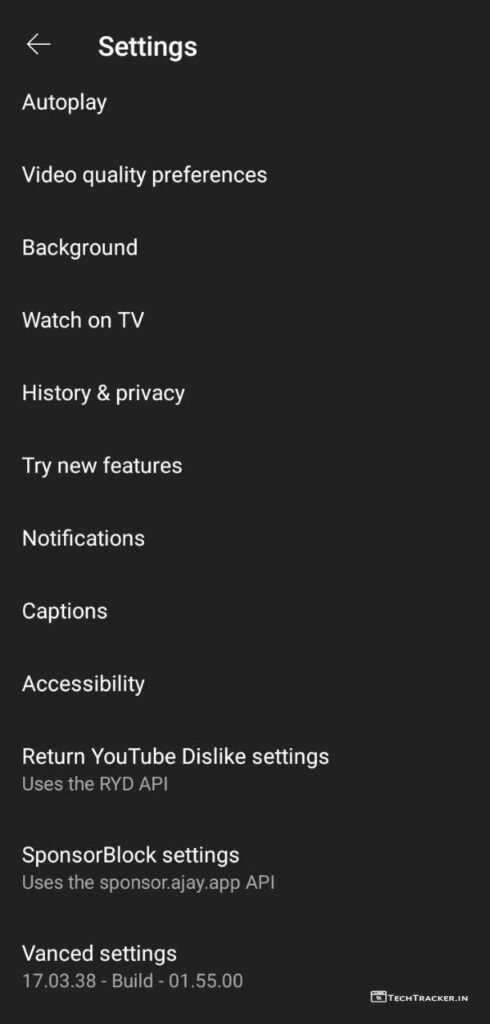 Settings
Autoplay
Video quality preferences
Background
Watch on TV
History & privacy
Try new features
Notifications
Captions
Accessibility
Return YouTube Dislike settings
Uses the RYD API
SponsorBlock settings
Uses the sponsor.ajay.app API
Vanced settings
17.03.38 - Build - 01.55.00
TechTracker.in